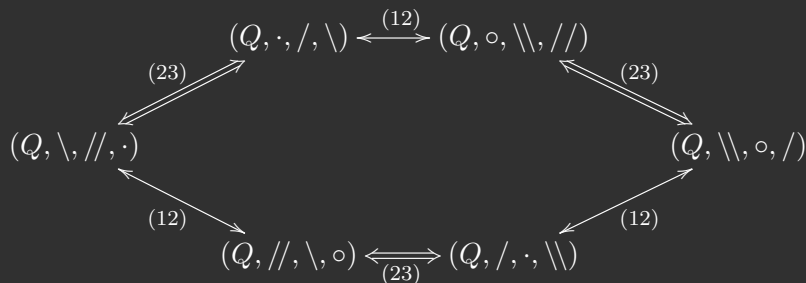 (12)
(Q, ·, /, \) (Q, ∘, \\, //)
(23) (23)
(Q, \, //, ·) (Q, \\, ∘, /)
(12) (12)
(Q, //, \, ∘) (Q, /, ·, \\)
(23)